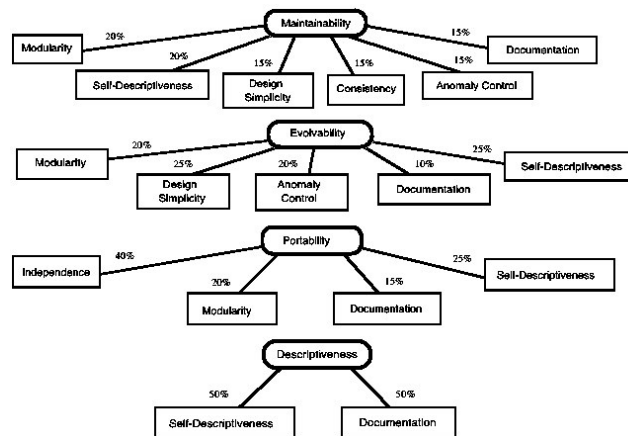 Maintainability
20%
15%
Modularity
Documentation
20%
15%
15%
15%
Self-Descriptiveness
Design
Simplicity
Consistency
Anomaly Control
Evolvability
20%
25%
Modularity
25%
20%
10%
Self-Descriptiveness
Design
Simplicity
Anomaly
Control
Documentation
Portability
40%
25%
Independence
Self-Descriptiveness
20%
15%
Modularity
Documentation
Descriptiveness
50%
50%
Self-Descriptiveness
Documentation